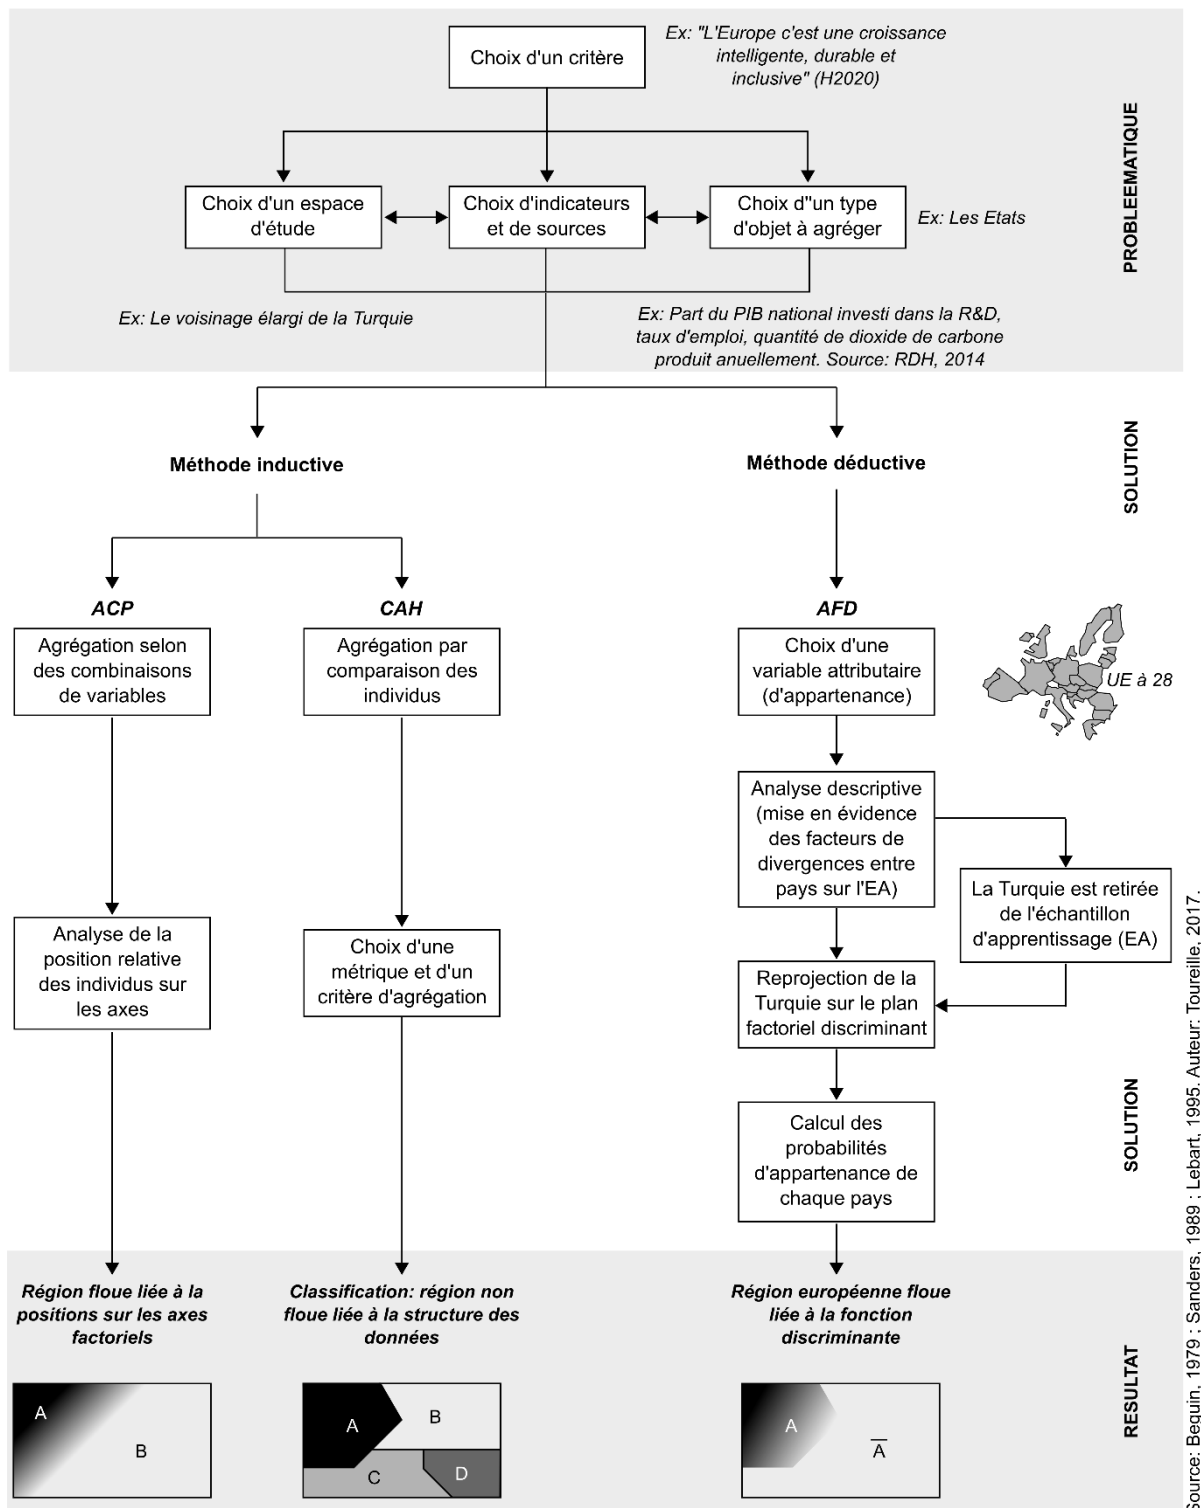 Choix d'un critère
Ex: "L'Europe c'est une croissance
intelligente, durable et
inclusive" (H2020)
PROBLEEMATIQUE
Choix d'un espace
d'étude
Choix d'indicateurs
et de sources
Choix d''un type
d'objet à agréger
Ex: Les Etats
Ex: Le voisinage élargi de la Turquie
Ex: Part du PIB national investi dans la R&D,
taux d'emploi, quantité de dioxide de carbone
produit anuellement. Source: RDH, 2014
SOLUTION
Méthode inductive
Méthode déductive
ACP
Agrégation selon
des combinaisons
de variables
CAH
Agrégation par
comparaison des
individus
AFD
Choix d'une
variable attributaire
(d'appartenance)
UE à 28
Analyse descriptive
(mise en évidence
des facteurs de
divergences entre
pays sur l'EA)
La Turquie est retirée
de l'échantillon
d'apprentissage (EA)
Analyse de la
position relative
des individus sur
les axes
Choix d'une
métrique et d'un
critère d'agrégation
Reprojection de la
Turquie sur le plan
factoriel discriminant
Calcul des
probabilités
d'appartenance de
chaque pays
SOLUTION
Région floue liée à la
positions sur les axes
factoriels
Classification: région non
floue liée à la structure des
données
Région européenne floue
liée à la fonction
discriminante
RESULTAT
A
B
A
B
C
D
A
A
Source: Beguin, 1979 ; Sanders, 1989 ; Lebart, 1995. Auteur: Toureille, 2017.